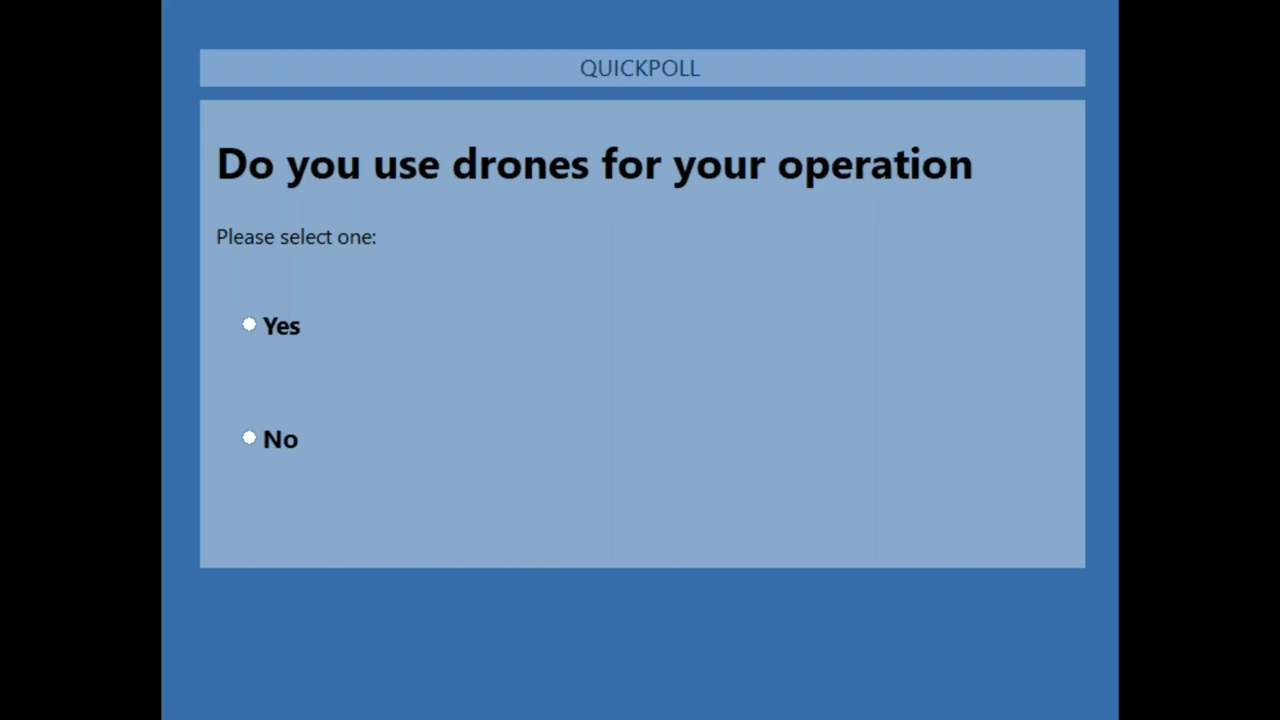 QUICKPOLL
Do you use drones for your operation
Please select one:
Yes
No